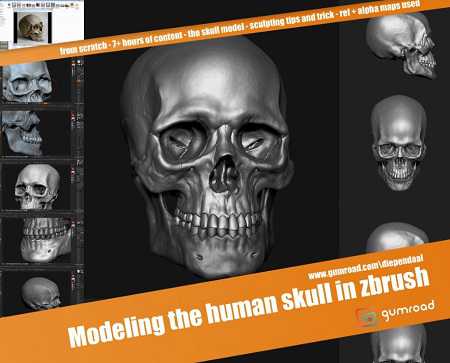 from scratch - 7+ hours of content - the skull model - sculpting tips and trick - ref + alpha maps used
www.gumroad.com\diependaal
Modeling the human skull in zbrush
gumroad